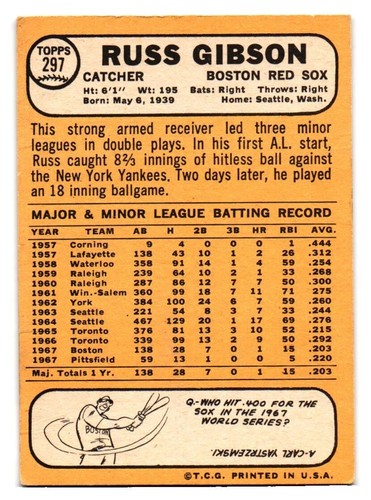 TOPPS
297
RUSS GIBSON
CATCHER BOSTON RED SOX
Ht: 6'1" Wt: 195 Bats: Right Throws: Right
Born: May 6, 1939 Home: Seattle, Wash.
This strong armed receiver led three minor
leagues in double plays. In his first A.L. start,
Russ caught 8⅔ innings of hitless ball against
the New York Yankees. Two days later, he played
an 18 inning ballgame.
MAJOR & MINOR LEAGUE BATTING RECORD
YEAR TEAM AB H 2B 3B HR RBI AVG.
1957 Corning 9 4 0 0 0 1 .444
1957 Lafayette 138 43 10 1 2 26 .312
1958 Waterloo 358 91 14 4 4 59 .254
1959 Raleigh 239 64 10 2 1 33 .268
1960 Raleigh 287 86 12 7 7 50 .300
1961 Win.-Salem 360 99 18 7 11 71 .275
1962 York 384 100 24 6 7 59 .260
1963 Seattle 221 54 8 3 3 34 .244
1964 Seattle 467 129 20 1 17 69 .276
1965 Toronto 376 81 13 3 10 52 .215
1966 Toronto 339 99 13 2 9 50 .292
1967 Boston 138 28 7 0 1 15 .203
1967 Pittsfield 59 13 1 0 0 5 .220
Maj. Totals 1 Yr. 138 28 7 0 1 15 .203
BOSTON
Q.-WHO HIT .400 FOR THE
SOX IN THE 1967
WORLD SERIES?
A.-CARL YASTRZEMSKI
©T.C.G. PRINTED IN U.S.A.